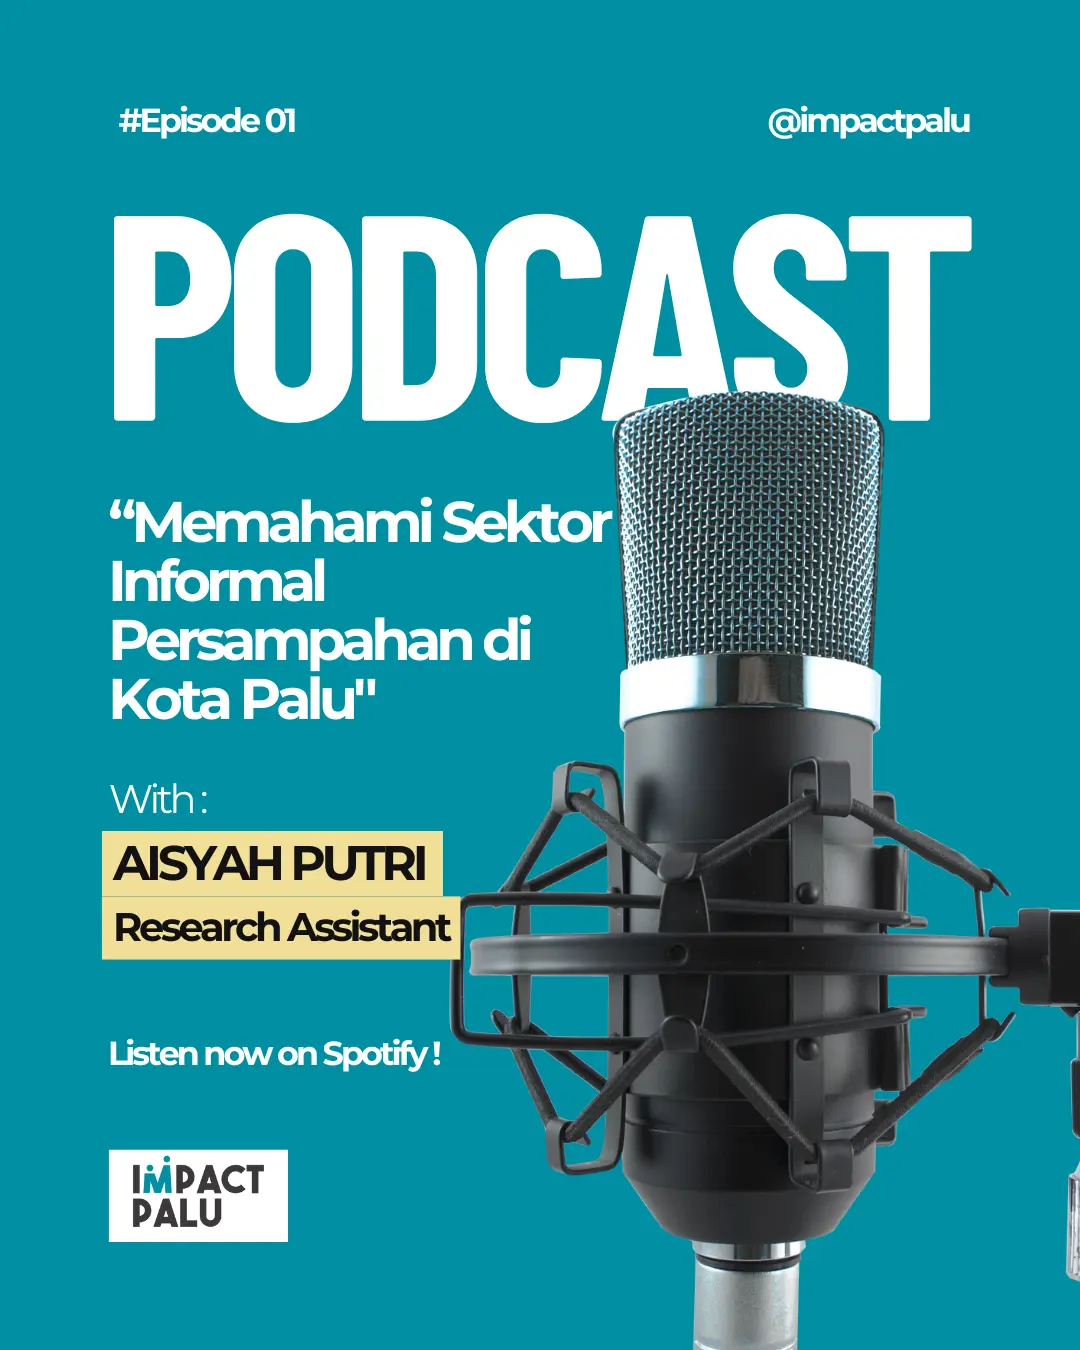 #Episode 01
@impactpalu
PODCAST
“Memahami Sektor
Informal
Persampahan di
Kota Palu"
With :
AISYAH PUTRI
Research Assistant
Listen now on Spotify !
IMPACT
PALU